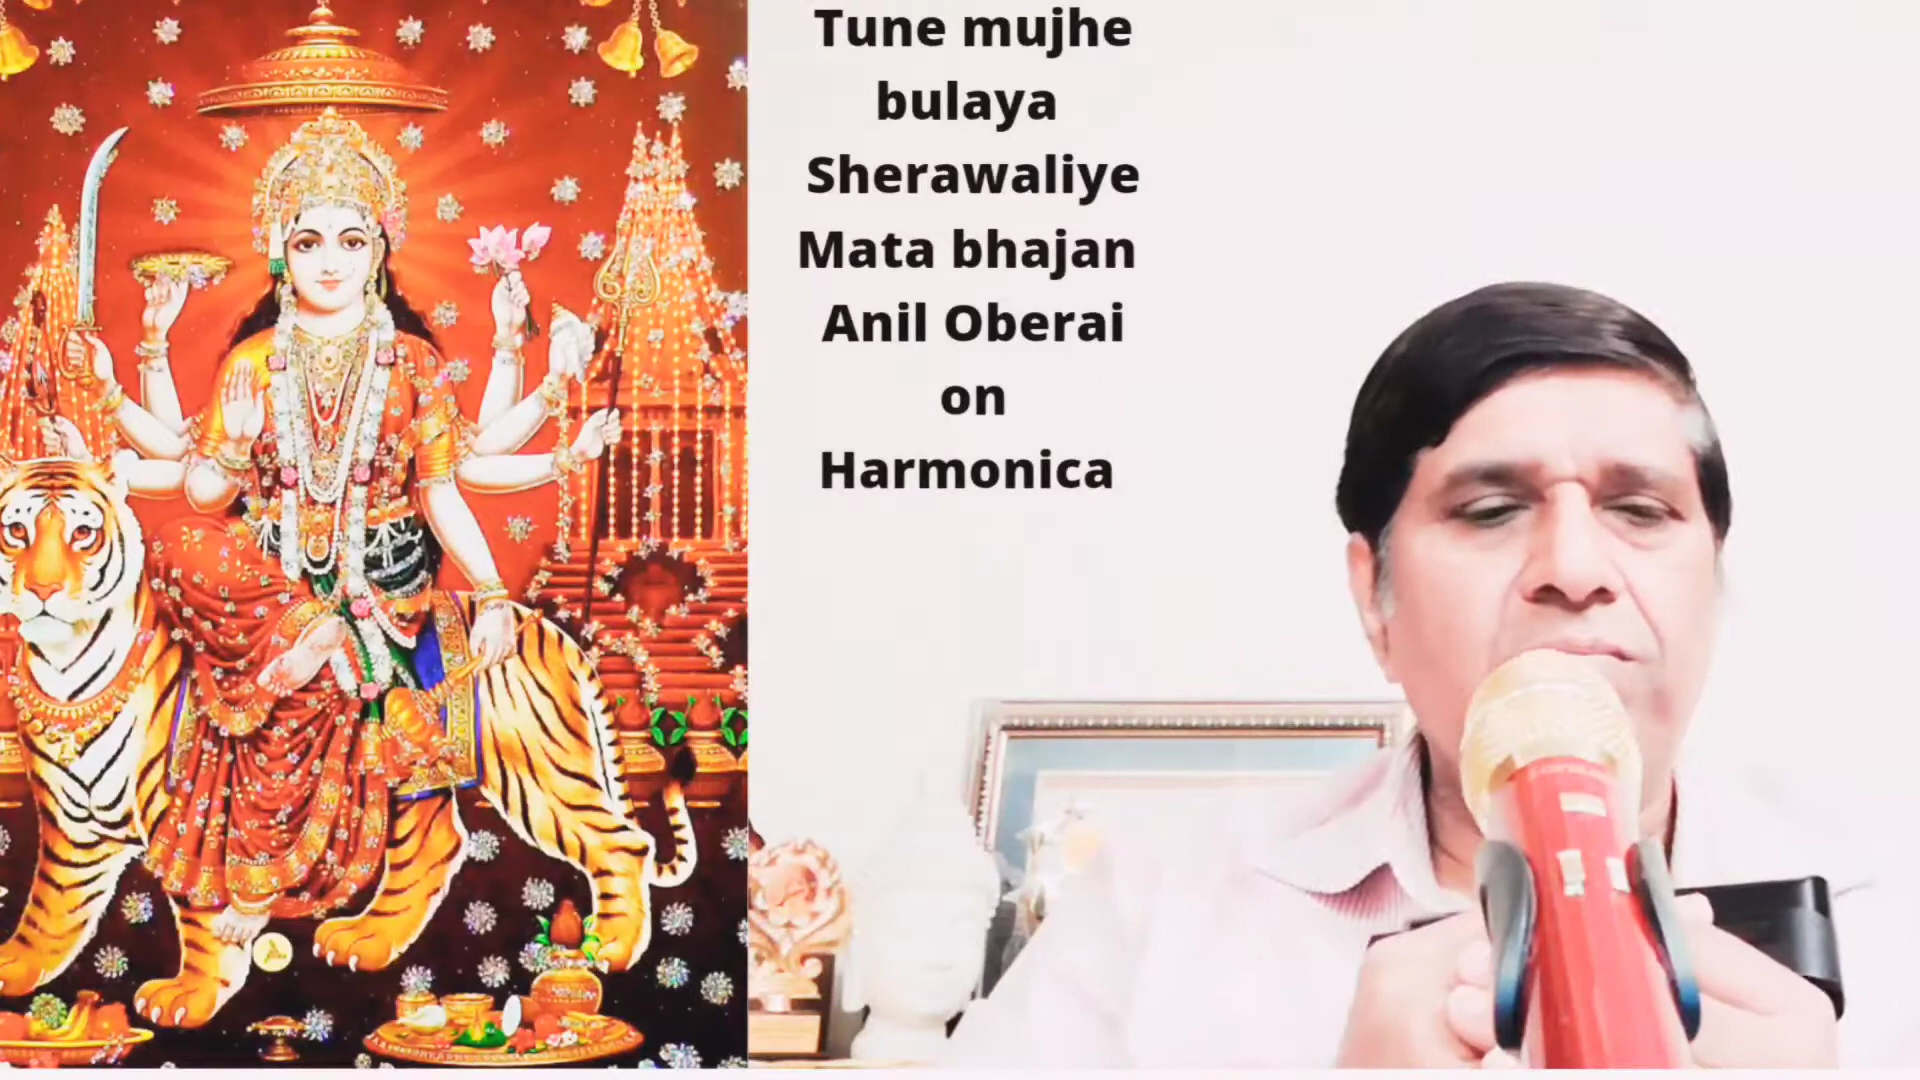 Tune mujhe
bulaya
Sherawaliye
Mata bhajan
Anil Oberai
on
Harmonica